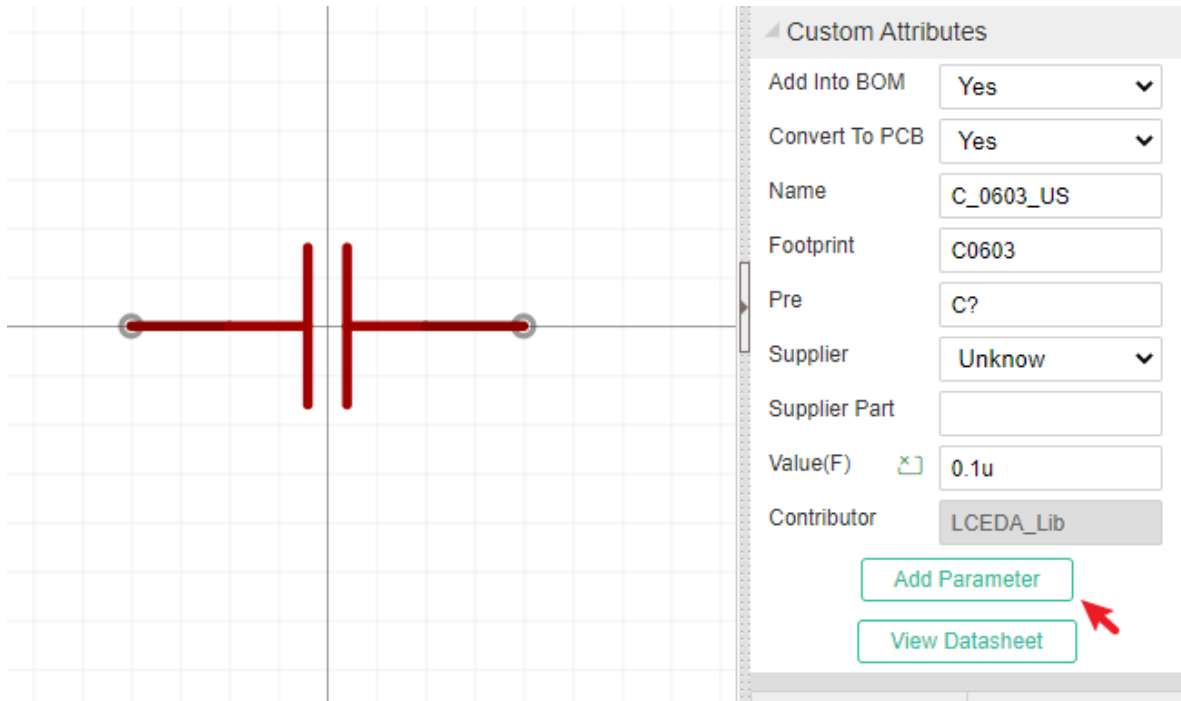 Custom Attributes
Add Into BOM Yes
Convert To PCB Yes
Name C_0603_US
Footprint C0603
Pre C?
Supplier Unknow
Supplier Part
Value(F) 0.1u
Contributor LCEDA_Lib
Add Parameter
View Datasheet